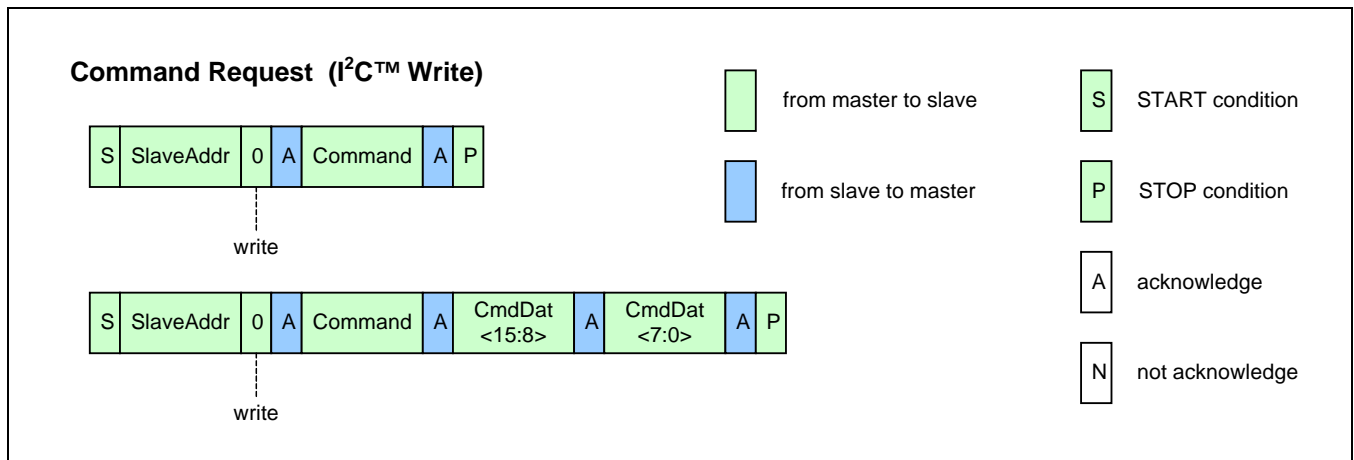 Command Request (I²C™ Write)
from master to slave
S START condition
S SlaveAddr 0 A Command A P
from slave to master
P STOP condition
write
A acknowledge
S SlaveAddr 0 A Command A CmdDat <15:8> A CmdDat <7:0> A P
N not acknowledge
write